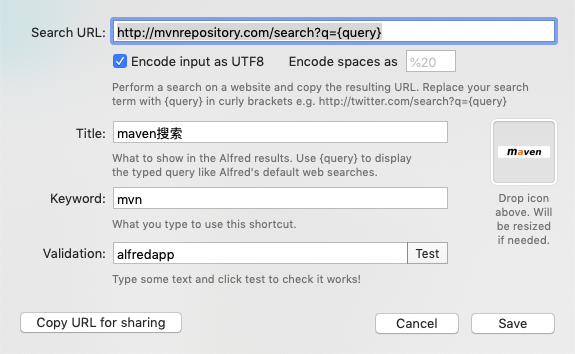 Search URL: http://mvnrepository.com/search?q={query}
Encode input as UTF8 Encode spaces as %20
Perform a search on a website and copy the resulting URL. Replace your search
term with {query} in curly brackets e.g. http://twitter.com/search?q={query}
Title: maven搜索
What to show in the Alfred results. Use {query} to display
the typed query like Alfred's default web searches.
maven
Keyword: mvn
Drop icon
above. Will
be resized
if needed.
What you type to use this shortcut.
Validation: alfredapp Test
Type some text and click test to check it works!
Copy URL for sharing Cancel Save